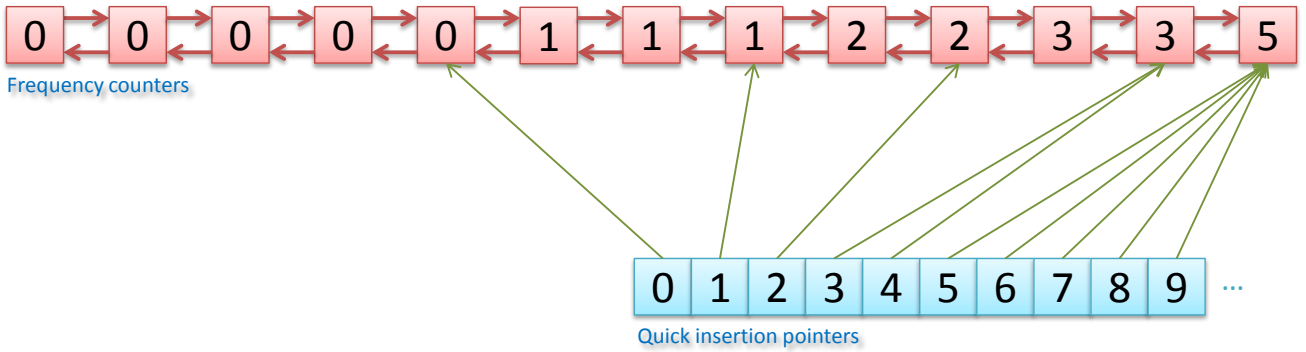 0 0 0 0 0 1 1 1 2 2 3 3 5
Frequency counters
0 1 2 3 4 5 6 7 8 9 ...
Quick insertion pointers